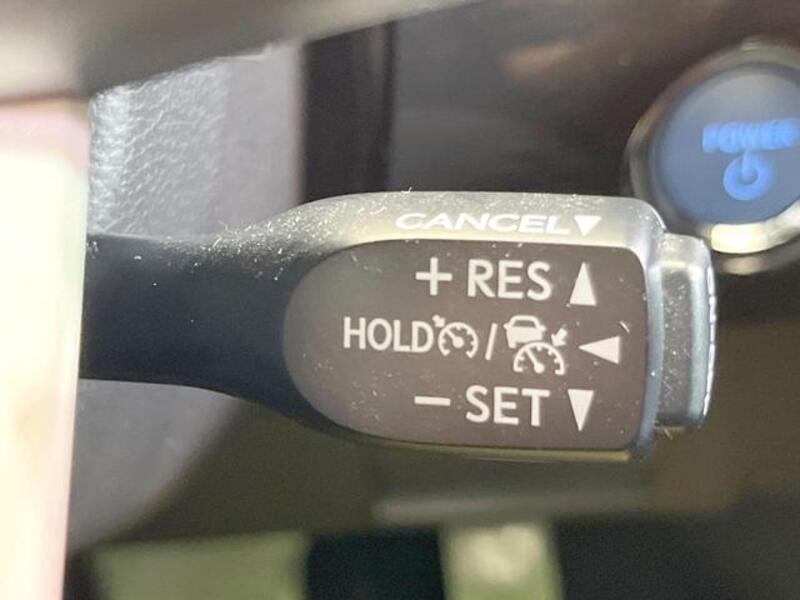 POWER
CANCEL▼
+ RES ▲
HOLD / ◀
− SET ▼